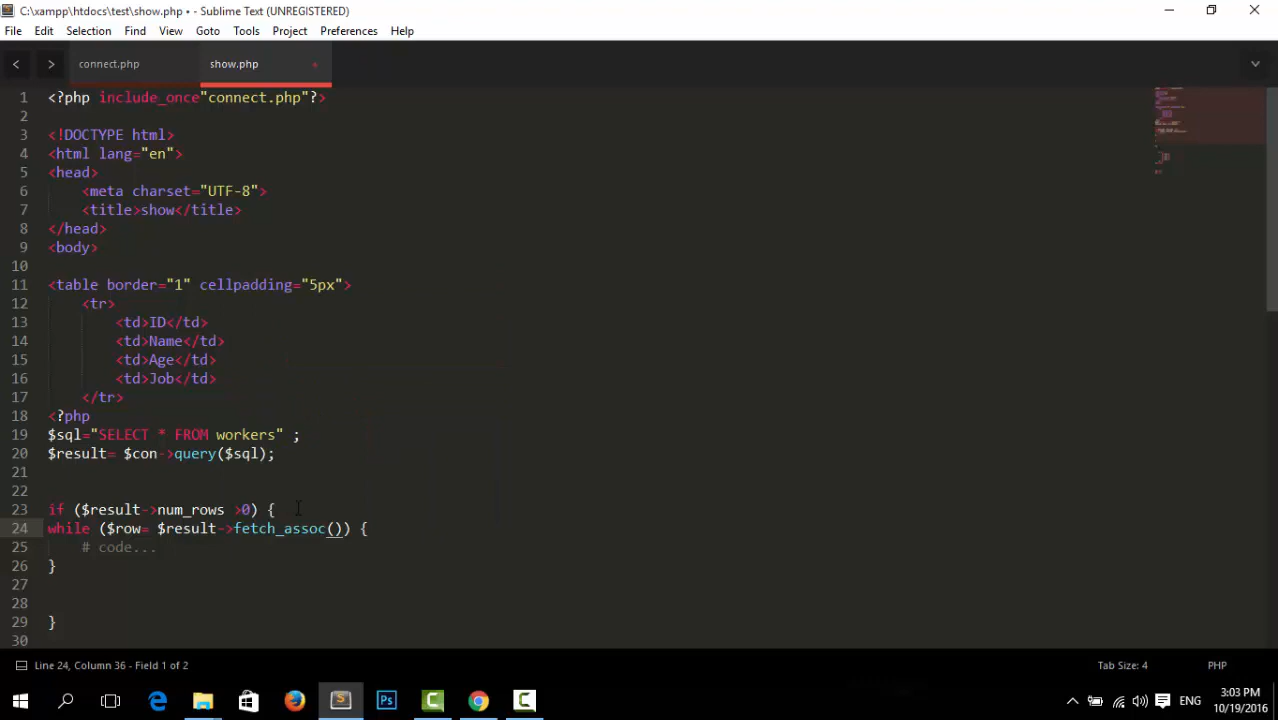 C:\xampp\htdocs\test\show.php • - Sublime Text (UNREGISTERED)
File Edit Selection Find View Goto Tools Project Preferences Help
connect.php show.php
1 <?php include_once"connect.php"?>
2
3 <!DOCTYPE html>
4 <html lang="en">
5 <head>
6 <meta charset="UTF-8">
7 <title>show</title>
8 </head>
9 <body>
10
11 <table border="1" cellpadding="5px">
12 <tr>
13 <td>ID</td>
14 <td>Name</td>
15 <td>Age</td>
16 <td>Job</td>
17 </tr>
18 <?php
19 $sql="SELECT * FROM workers" ;
20 $result= $con->query($sql);
21
22
23 if ($result->num_rows >0) {
24 while ($row= $result->fetch_assoc()) {
25 # code...
26 }
27
28
29 }
30
Line 24, Column 36 - Field 1 of 2 Tab Size: 4 PHP
ENG 3:03 PM
10/19/2016